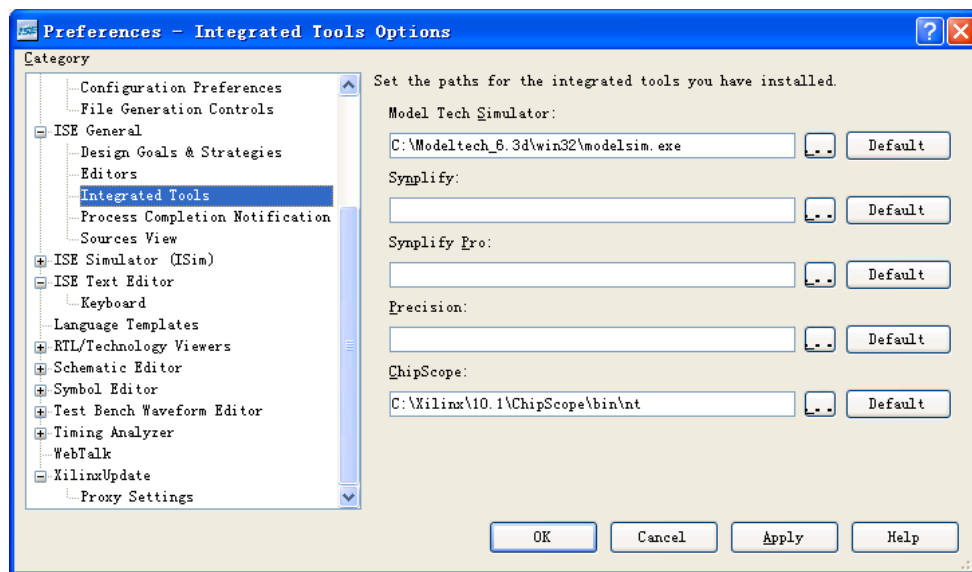 ISE Preferences - Integrated Tools Options
Category
Configuration Preferences
File Generation Controls
ISE General
Design Goals & Strategies
Editors
Integrated Tools
Process Completion Notification
Sources View
ISE Simulator (ISim)
ISE Text Editor
Keyboard
Language Templates
RTL/Technology Viewers
Schematic Editor
Symbol Editor
Test Bench Waveform Editor
Timing Analyzer
WebTalk
XilinxUpdate
Proxy Settings
Set the paths for the integrated tools you have installed.
Model Tech Simulator:
C:\Modeltech_6.3d\win32\modelsim.exe ... Default
Synplify:
... Default
Synplify Pro:
... Default
Precision:
... Default
ChipScope:
C:\Xilinx\10.1\ChipScope\bin\nt ... Default
OK Cancel Apply Help